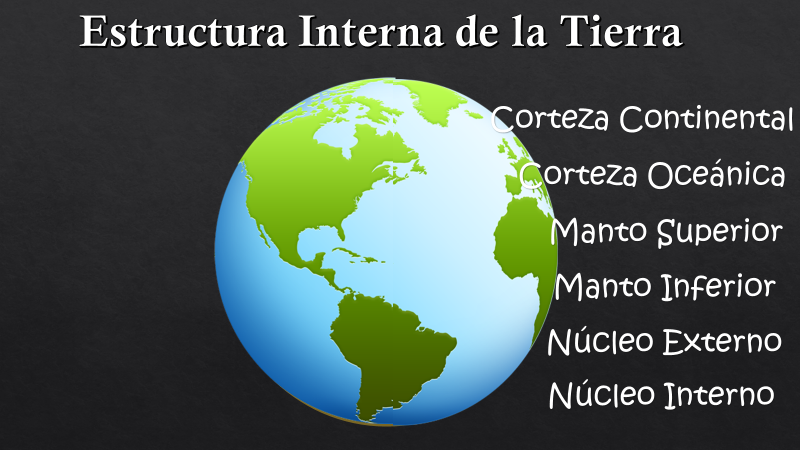 Estructura Interna de la Tierra
Corteza Continental
Corteza Oceánica
Manto Superior
Manto Inferior
Núcleo Externo
Núcleo Interno